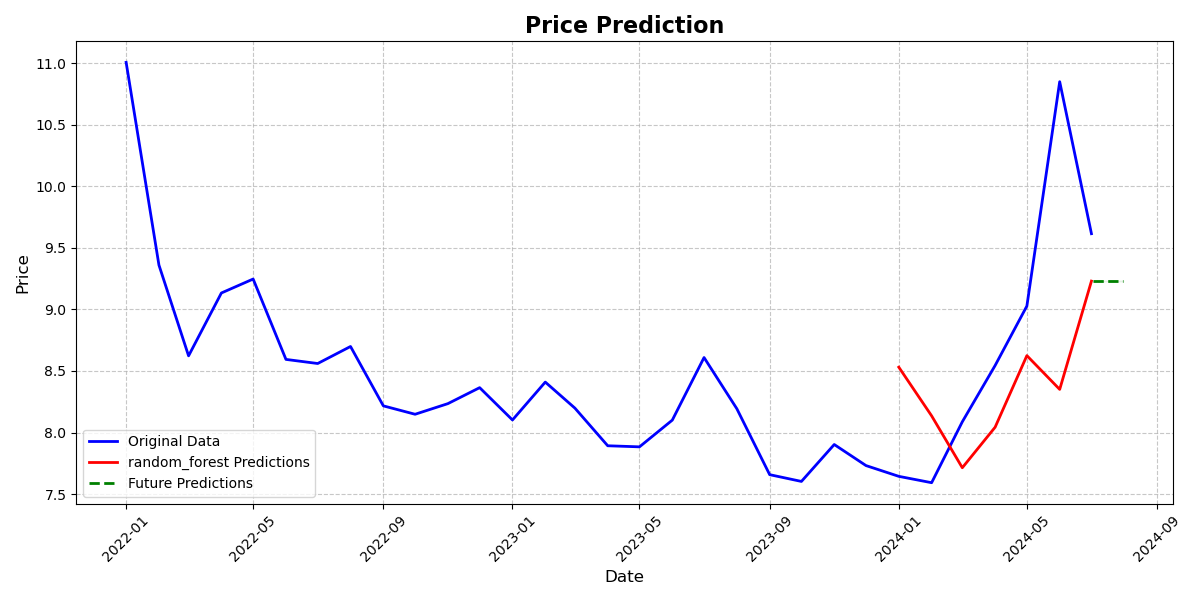 Price Prediction
Price
11.0
10.5
10.0
9.5
9.0
8.5
8.0
7.5
Original Data
random_forest Predictions
Future Predictions
2022-01
2022-05
2022-09
2023-01
2023-05
2023-09
2024-01
2024-05
2024-09
Date